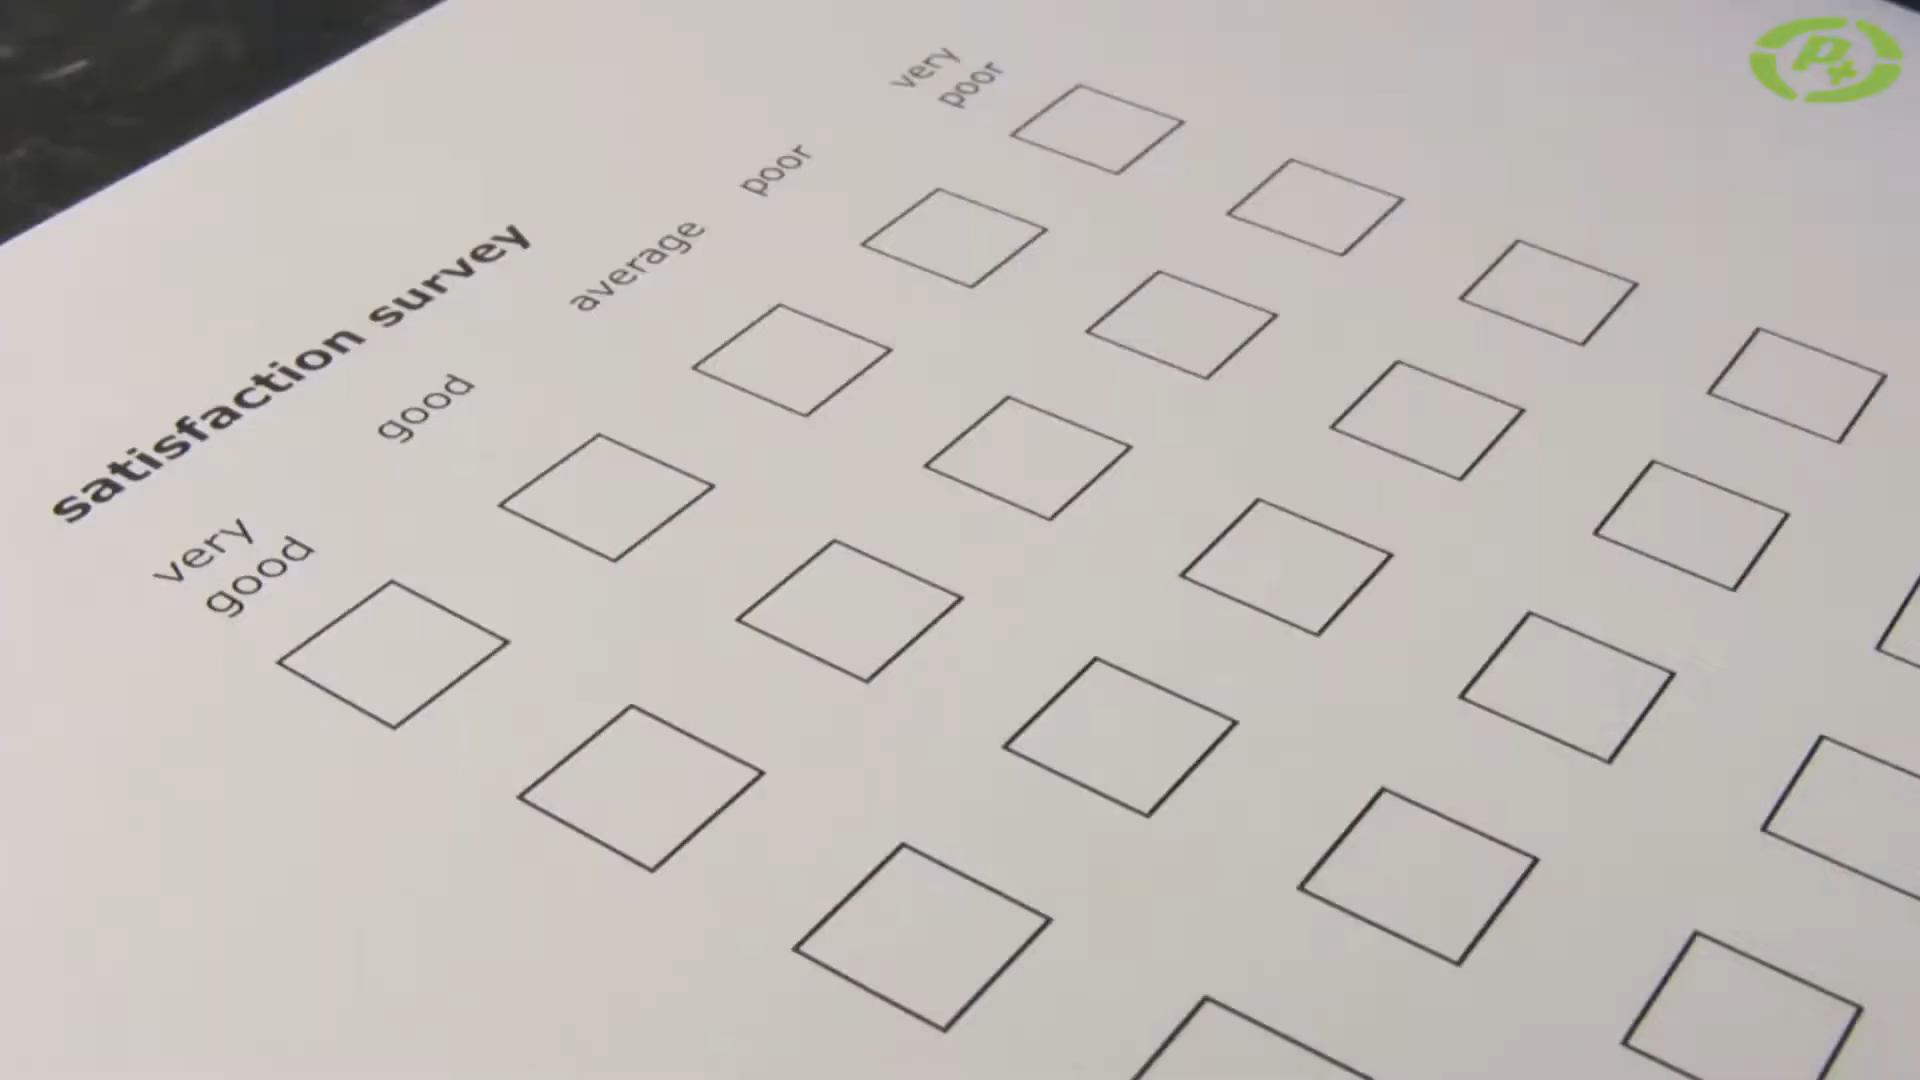 satisfaction survey
very
good
good
average
poor
very
poor
P+